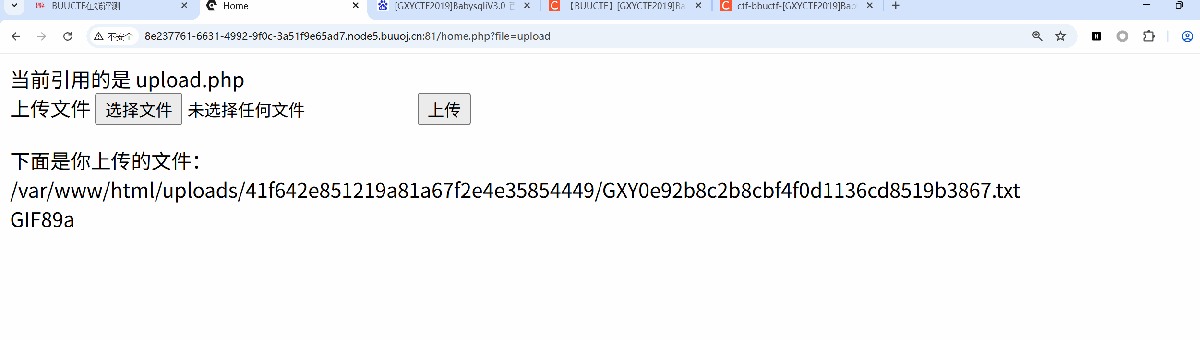 BUUCTF在线评测
Home
[GXYCTF2019]BabysqliV3.0
【BUUCTF】[GXYCTF2019]Ba
ctf-bbuctf-[GXYCTF2019]Bao
不安全
8e237761-6631-4992-9f0c-3a51f9e65ad7.node5.buuoj.cn:81/home.php?file=upload
当前引用的是 upload.php
上传文件 选择文件 未选择任何文件 上传
下面是你上传的文件：
/var/www/html/uploads/41f642e851219a81a67f2e4e35854449/GXY0e92b8c2b8cbf4f0d1136cd8519b3867.txt
GIF89a